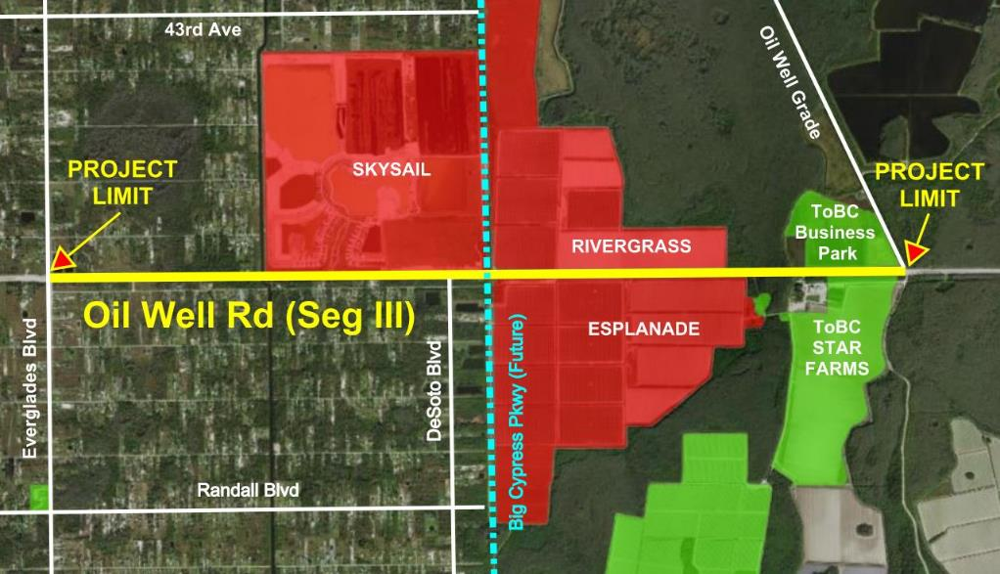 43rd Ave
Oil Well Grade
PROJECT
LIMIT
SKYSAIL
PROJECT
LIMIT
ToBC
Business
Park
RIVERGRASS
Oil Well Rd (Seg III)
ESPLANADE
ToBC
STAR
FARMS
Everglades Blvd
DeSoto Blvd
Big Cypress Pkwy (Future)
Randall Blvd